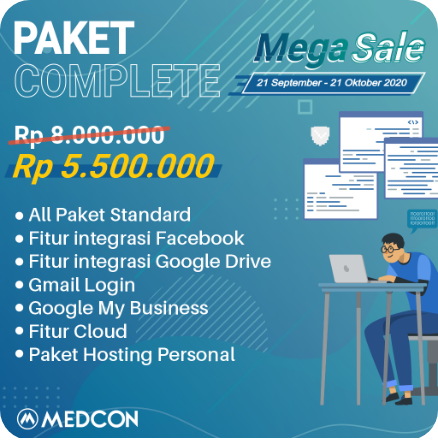 PAKET
COMPLETE
Mega Sale
21 September - 21 Oktober 2020
Rp 8.000.000
Rp 5.500.000
All Paket Standard
Fitur integrasi Facebook
Fitur integrasi Google Drive
Gmail Login
Google My Business
Fitur Cloud
Paket Hosting Personal
MEDCON